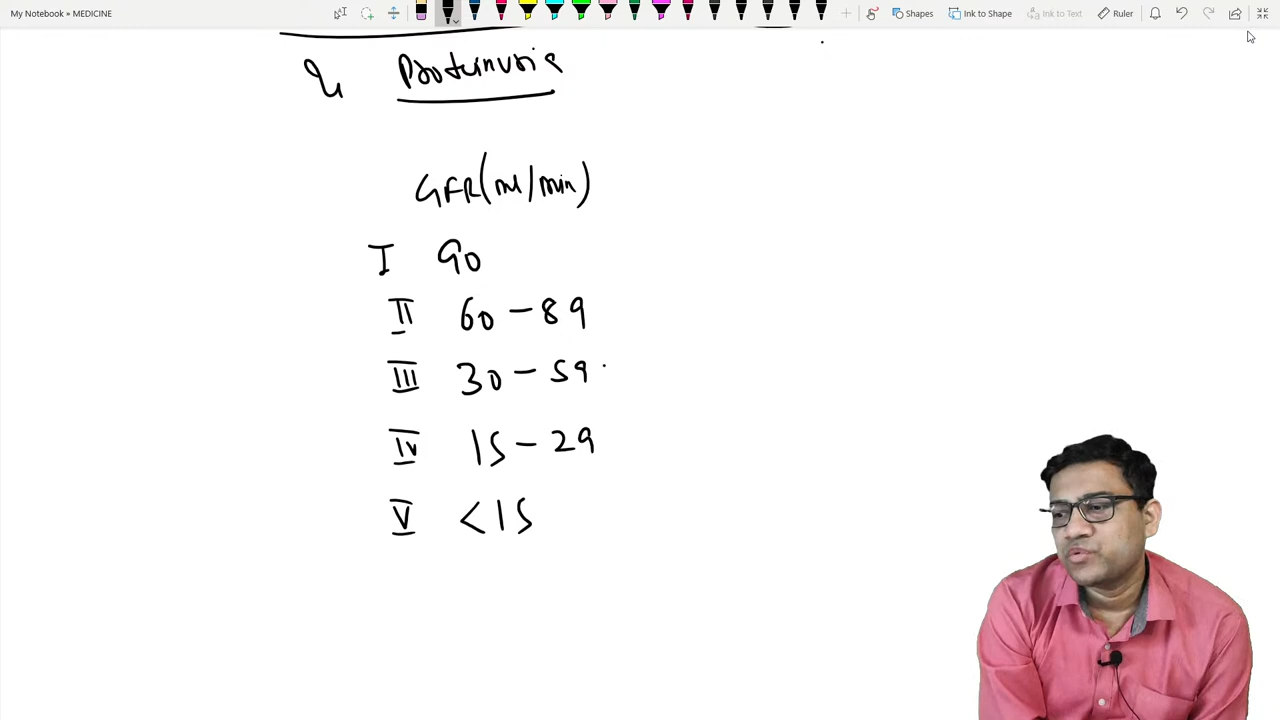 My Notebook » MEDICINE
Shapes Ink to Shape Ink to Text Ruler
Proteinuria
GFR (ml/min)
I 90
II 60-89
III 30-59
IV 15-29
V <15